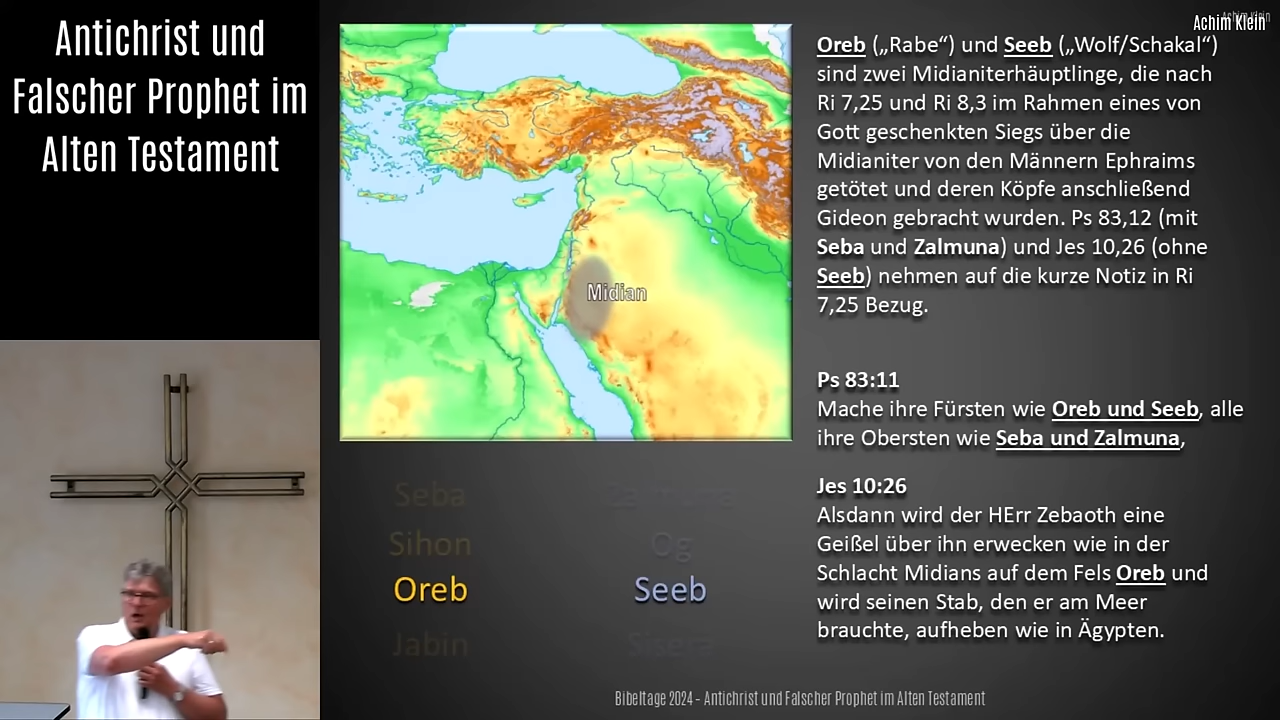 Antichrist und
Falscher Prophet im
Alten Testament
Achim Klein
Oreb („Rabe“) und Seeb („Wolf/Schakal“)
sind zwei Midianiterhäuptlinge, die nach
Ri 7,25 und Ri 8,3 im Rahmen eines von
Gott geschenkten Siegs über die
Midianiter von den Männern Ephraims
getötet und deren Köpfe anschließend
Gideon gebracht wurden. Ps 83,12 (mit
Seba und Zalmuna) und Jes 10,26 (ohne
Seeb) nehmen auf die kurze Notiz in Ri
7,25 Bezug.
Midian
Ps 83:11
Mache ihre Fürsten wie Oreb und Seeb, alle
ihre Obersten wie Seba und Zalmuna,
Jes 10:26
Alsdann wird der HErr Zebaoth eine
Geißel über ihn erwecken wie in der
Schlacht Midians auf dem Fels Oreb und
wird seinen Stab, den er am Meer
brauchte, aufheben wie in Ägypten.
Seba Zalmuna
Sihon Og
Oreb Seeb
Jabin Sisera
Bibeltage 2024 – Antichrist und Falscher Prophet im Alten Testament